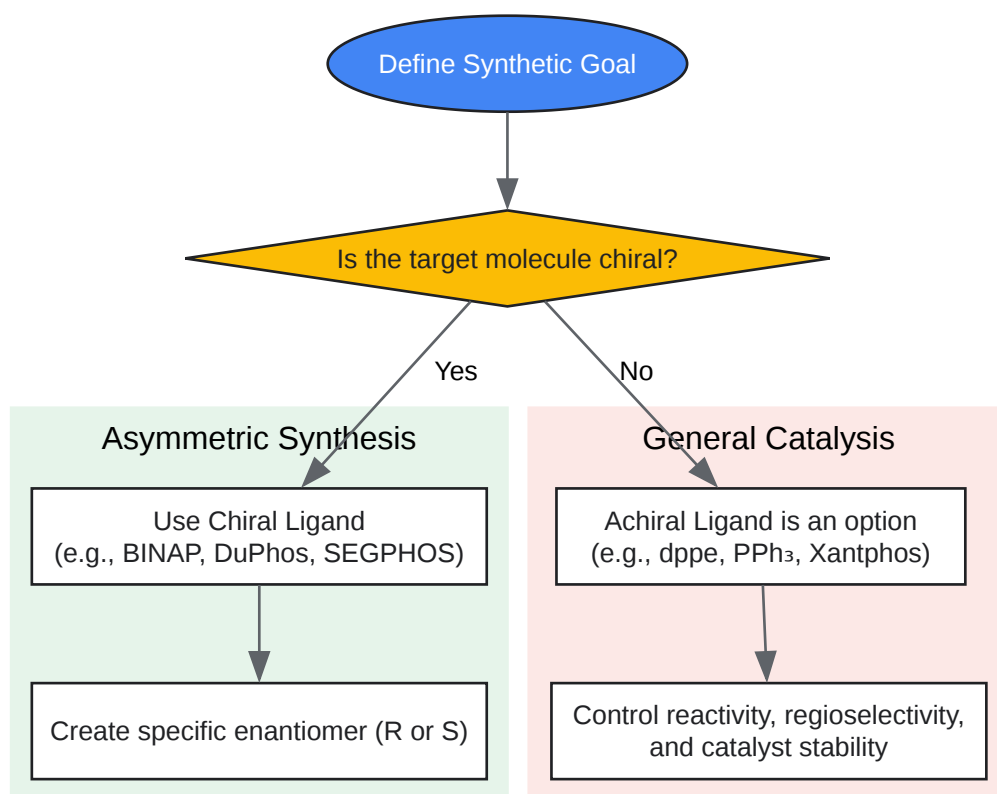 Define Synthetic Goal
Is the target molecule chiral?
Yes
No
Asymmetric Synthesis
Use Chiral Ligand
(e.g., BINAP, DuPhos, SEGPHOS)
Create specific enantiomer (R or S)
General Catalysis
Achiral Ligand is an option
(e.g., dppe, PPh₃, Xantphos)
Control reactivity, regioselectivity,
and catalyst stability